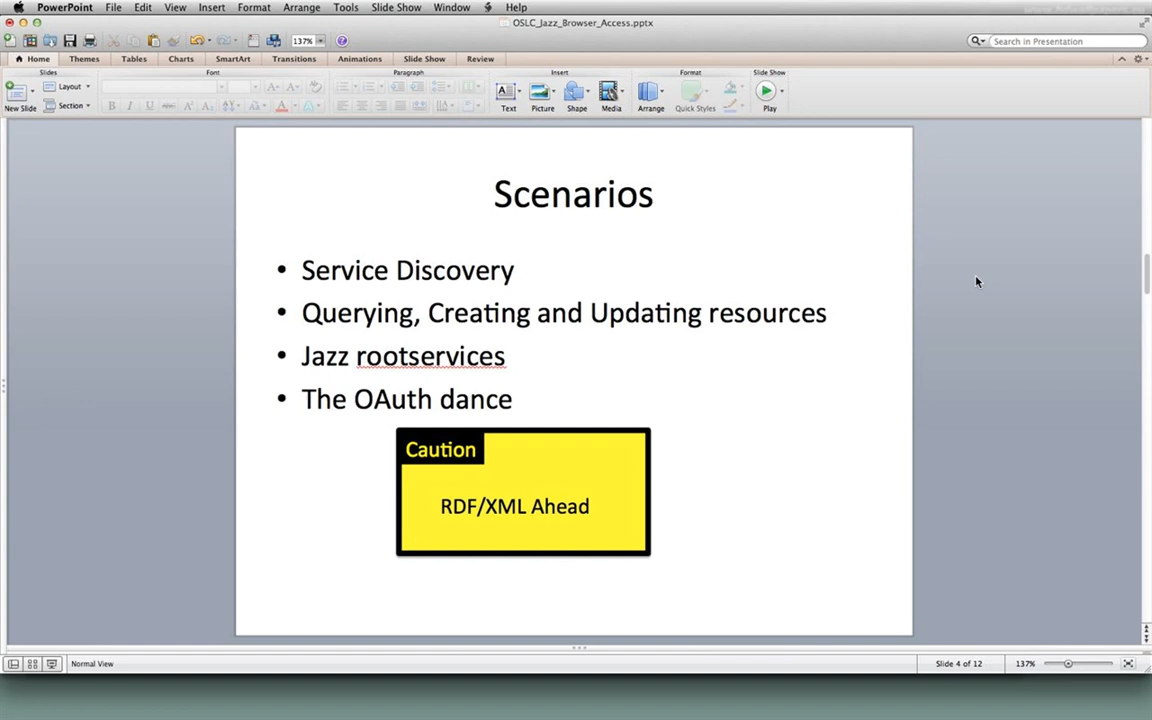 PowerPoint File Edit View Insert Format Arrange Tools Slide Show Window Help
OSLC_Jazz_Browser_Access.pptx
137% Search in Presentation
Home Themes Tables Charts SmartArt Transitions Animations Slide Show Review
Slides Font Paragraph Insert Format Slide Show
Layout
New Slide Section Text Picture Shape Media Arrange Quick Styles Play
Scenarios
• Service Discovery
• Querying, Creating and Updating resources
• Jazz rootservices
• The OAuth dance
Caution
RDF/XML Ahead
Normal View Slide 4 of 12 137%